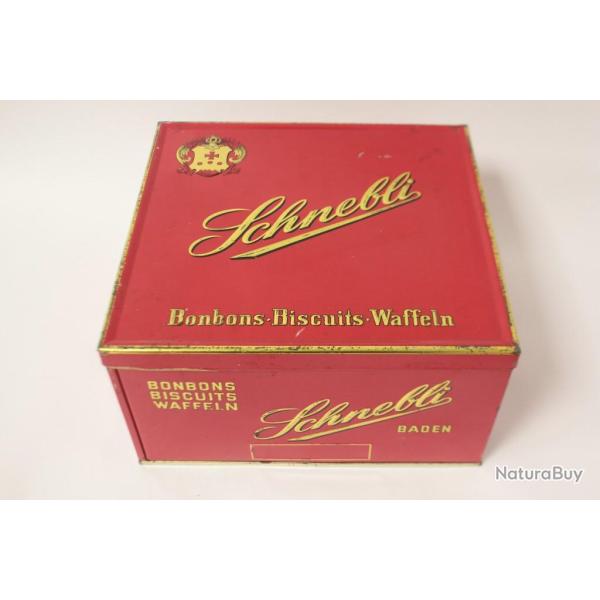 Schnebli
Bonbons·Biscuits·Waffeln
BONBONS
BISCUITS
WAFFELN
Schnebli
BADEN
NaturaBuy